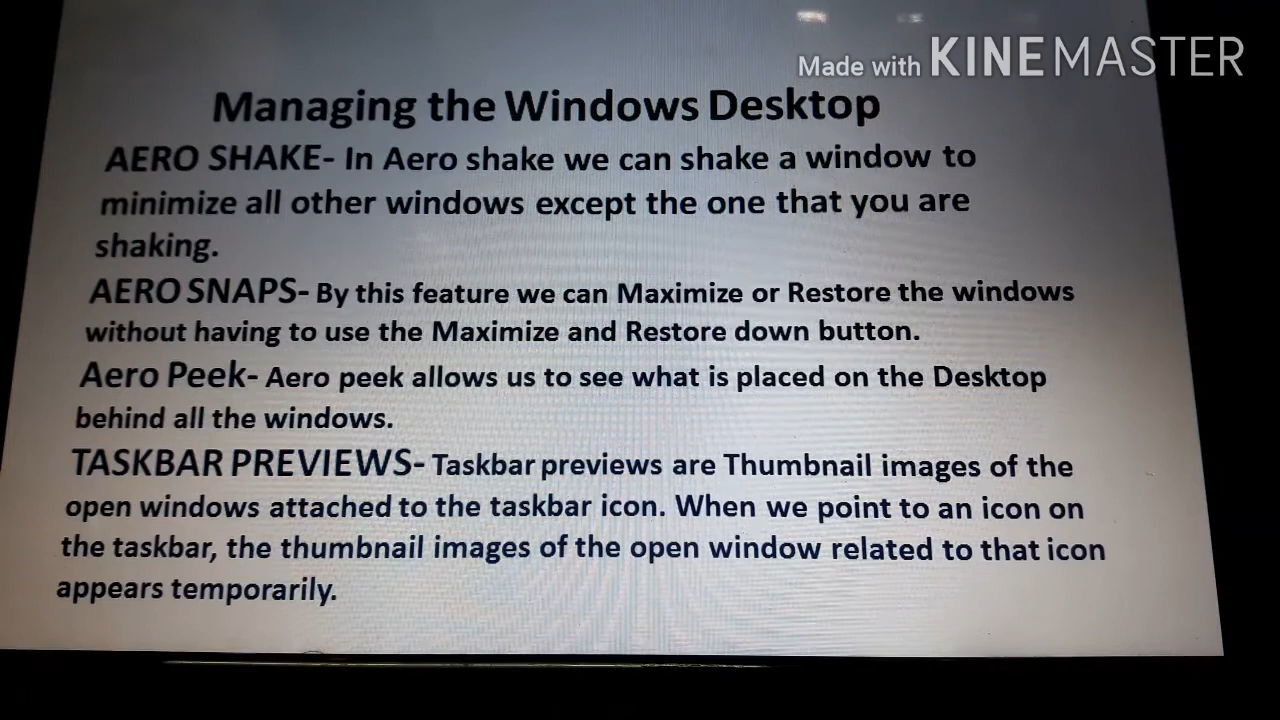 Made with KINEMASTER
Managing the Windows Desktop
AERO SHAKE- In Aero shake we can shake a window to
minimize all other windows except the one that you are
shaking.
AERO SNAPS- By this feature we can Maximize or Restore the windows
without having to use the Maximize and Restore down button.
Aero Peek- Aero peek allows us to see what is placed on the Desktop
behind all the windows.
TASKBAR PREVIEWS- Taskbar previews are Thumbnail images of the
open windows attached to the taskbar icon. When we point to an icon on
the taskbar, the thumbnail images of the open window related to that icon
appears temporarily.